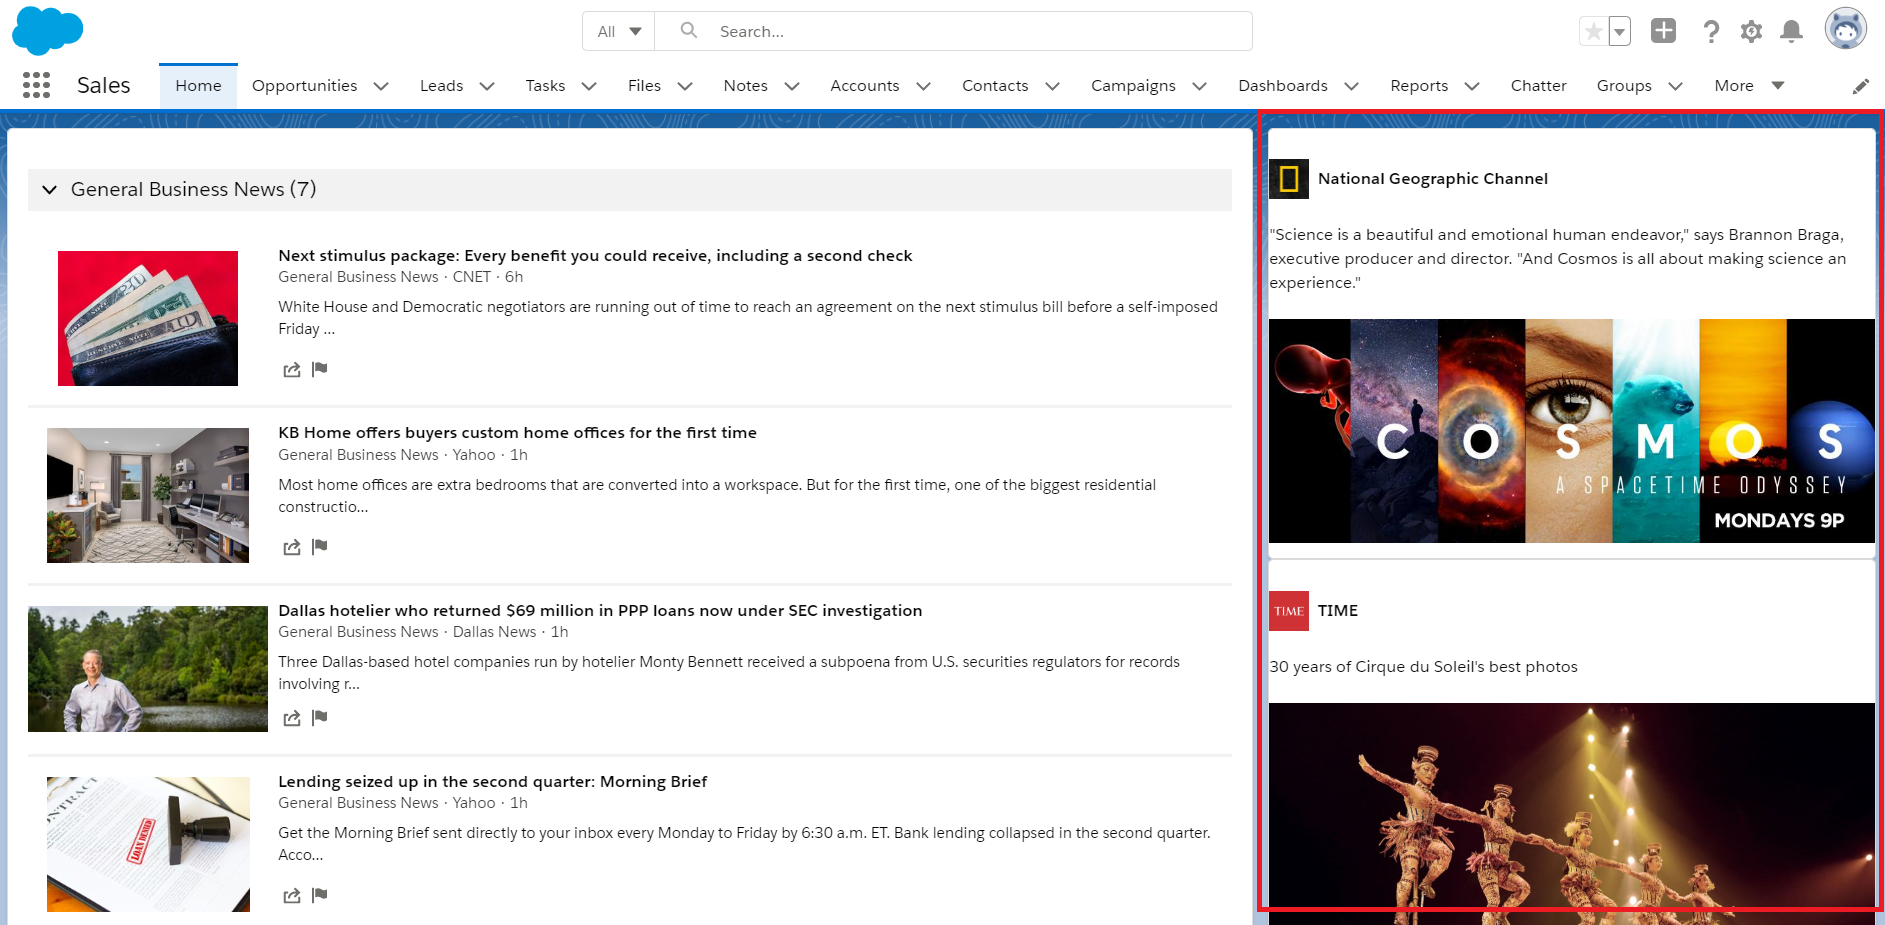 All
Search...
Sales
Home
Opportunities
Leads
Tasks
Files
Notes
Accounts
Contacts
Campaigns
Dashboards
Reports
Chatter
Groups
More
General Business News (7)
Next stimulus package: Every benefit you could receive, including a second check
General Business News · CNET · 6h
White House and Democratic negotiators are running out of time to reach an agreement on the next stimulus bill before a self-imposed
Friday ...
KB Home offers buyers custom home offices for the first time
General Business News · Yahoo · 1h
Most home offices are extra bedrooms that are converted into a workspace. But for the first time, one of the biggest residential
constructio...
Dallas hotelier who returned $69 million in PPP loans now under SEC investigation
General Business News · Dallas News · 1h
Three Dallas-based hotel companies run by hotelier Monty Bennett received a subpoena from U.S. securities regulators for records
involving r...
LOAN DENIED
Lending seized up in the second quarter: Morning Brief
General Business News · Yahoo · 1h
Get the Morning Brief sent directly to your inbox every Monday to Friday by 6:30 a.m. ET. Bank lending collapsed in the second quarter.
Acco...
National Geographic Channel
"Science is a beautiful and emotional human endeavor," says Brannon Braga,
executive producer and director. "And Cosmos is all about making science an
experience."
COSMOS
A SPACETIME ODYSSEY
MONDAYS 9P
TIME
TIME
30 years of Cirque du Soleil's best photos